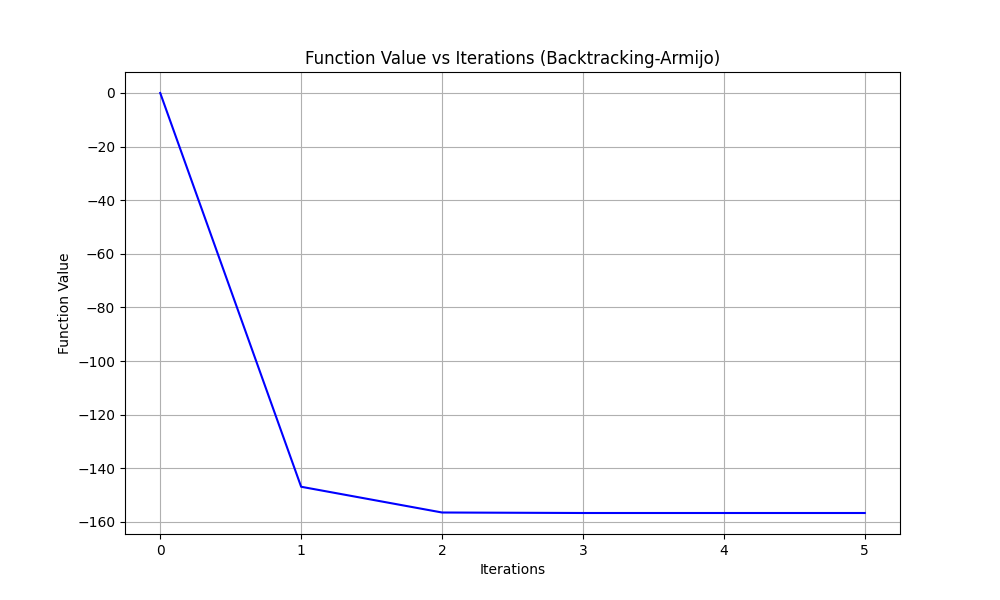 Function Value vs Iterations (Backtracking-Armijo)
Function Value
0
−20
−40
−60
−80
−100
−120
−140
−160
0 1 2 3 4 5
Iterations